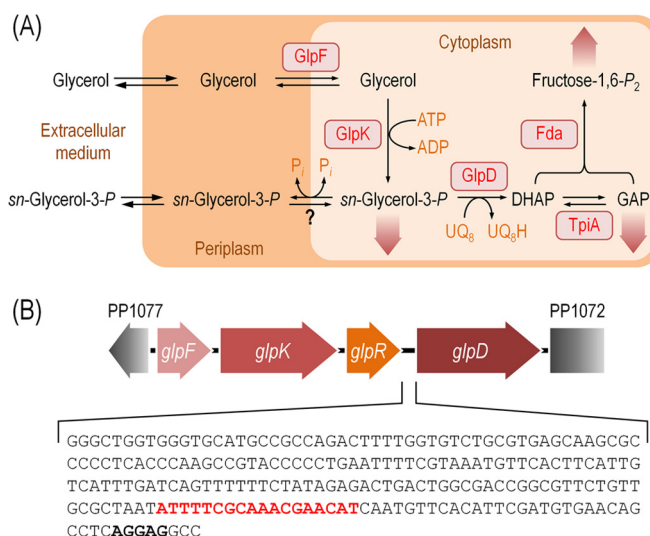 (A)
Cytoplasm
GlpF
Glycerol
Glycerol
Glycerol
Fructose-1,6-P2
Extracellular
medium
GlpK
ATP
ADP
Fda
Pi
Pi
GlpD
sn-Glycerol-3-P
sn-Glycerol-3-P
sn-Glycerol-3-P
DHAP
GAP
?
UQ8
UQ8H
TpiA
Periplasm
(B)
PP1077
PP1072
glpF
glpK
glpR
glpD
GGGCTGGTGGGTGCATGCCGCCAGACTTTTGGTGTCTGCGTGAGCAAGCGC
CCCCTCACCCAAGCCGTACCCCCTGAATTTTCGTAAATGTTCACTTCATTG
TCATTTGATCAGTTTTTTCTATAGAGACTGACTGGCGACCGGCGTTCTGTT
GCGCTAATATTTTCGCAAACGAACATCAATGTTCACATTCGATGTGAACAG
CCTCAGGAGGCC